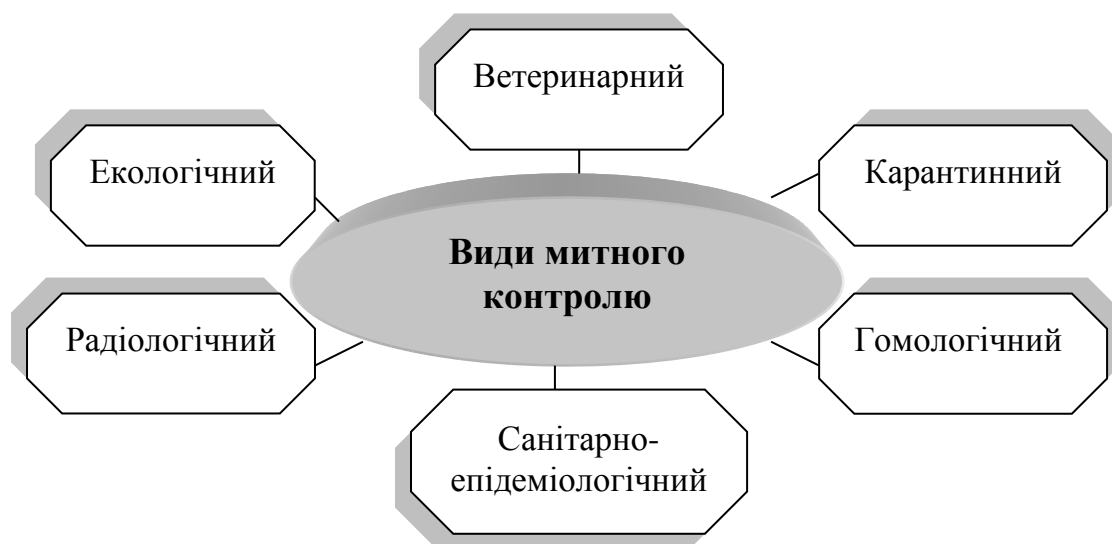 Ветеринарний
Екологічний
Карантинний
Види митного
контролю
Радіологічний
Гомологічний
Санітарно-
епідеміологічний